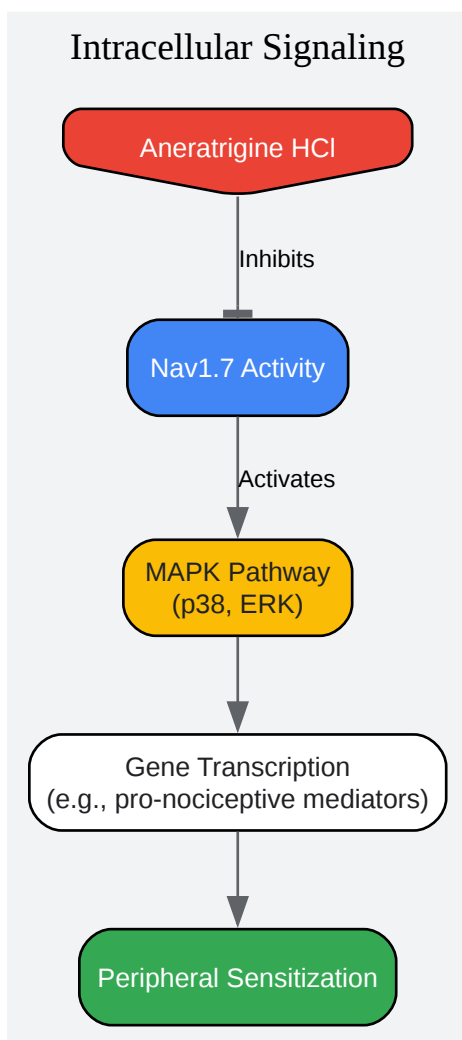 Intracellular Signaling
Aneratrigine HCl
Inhibits
Nav1.7 Activity
Activates
MAPK Pathway
(p38, ERK)
Gene Transcription
(e.g., pro-nociceptive mediators)
Peripheral Sensitization